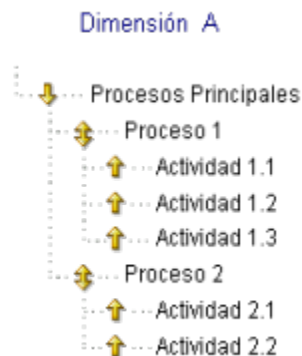 Dimensión A
Procesos Principales
Proceso 1
Actividad 1.1
Actividad 1.2
Actividad 1.3
Proceso 2
Actividad 2.1
Actividad 2.2